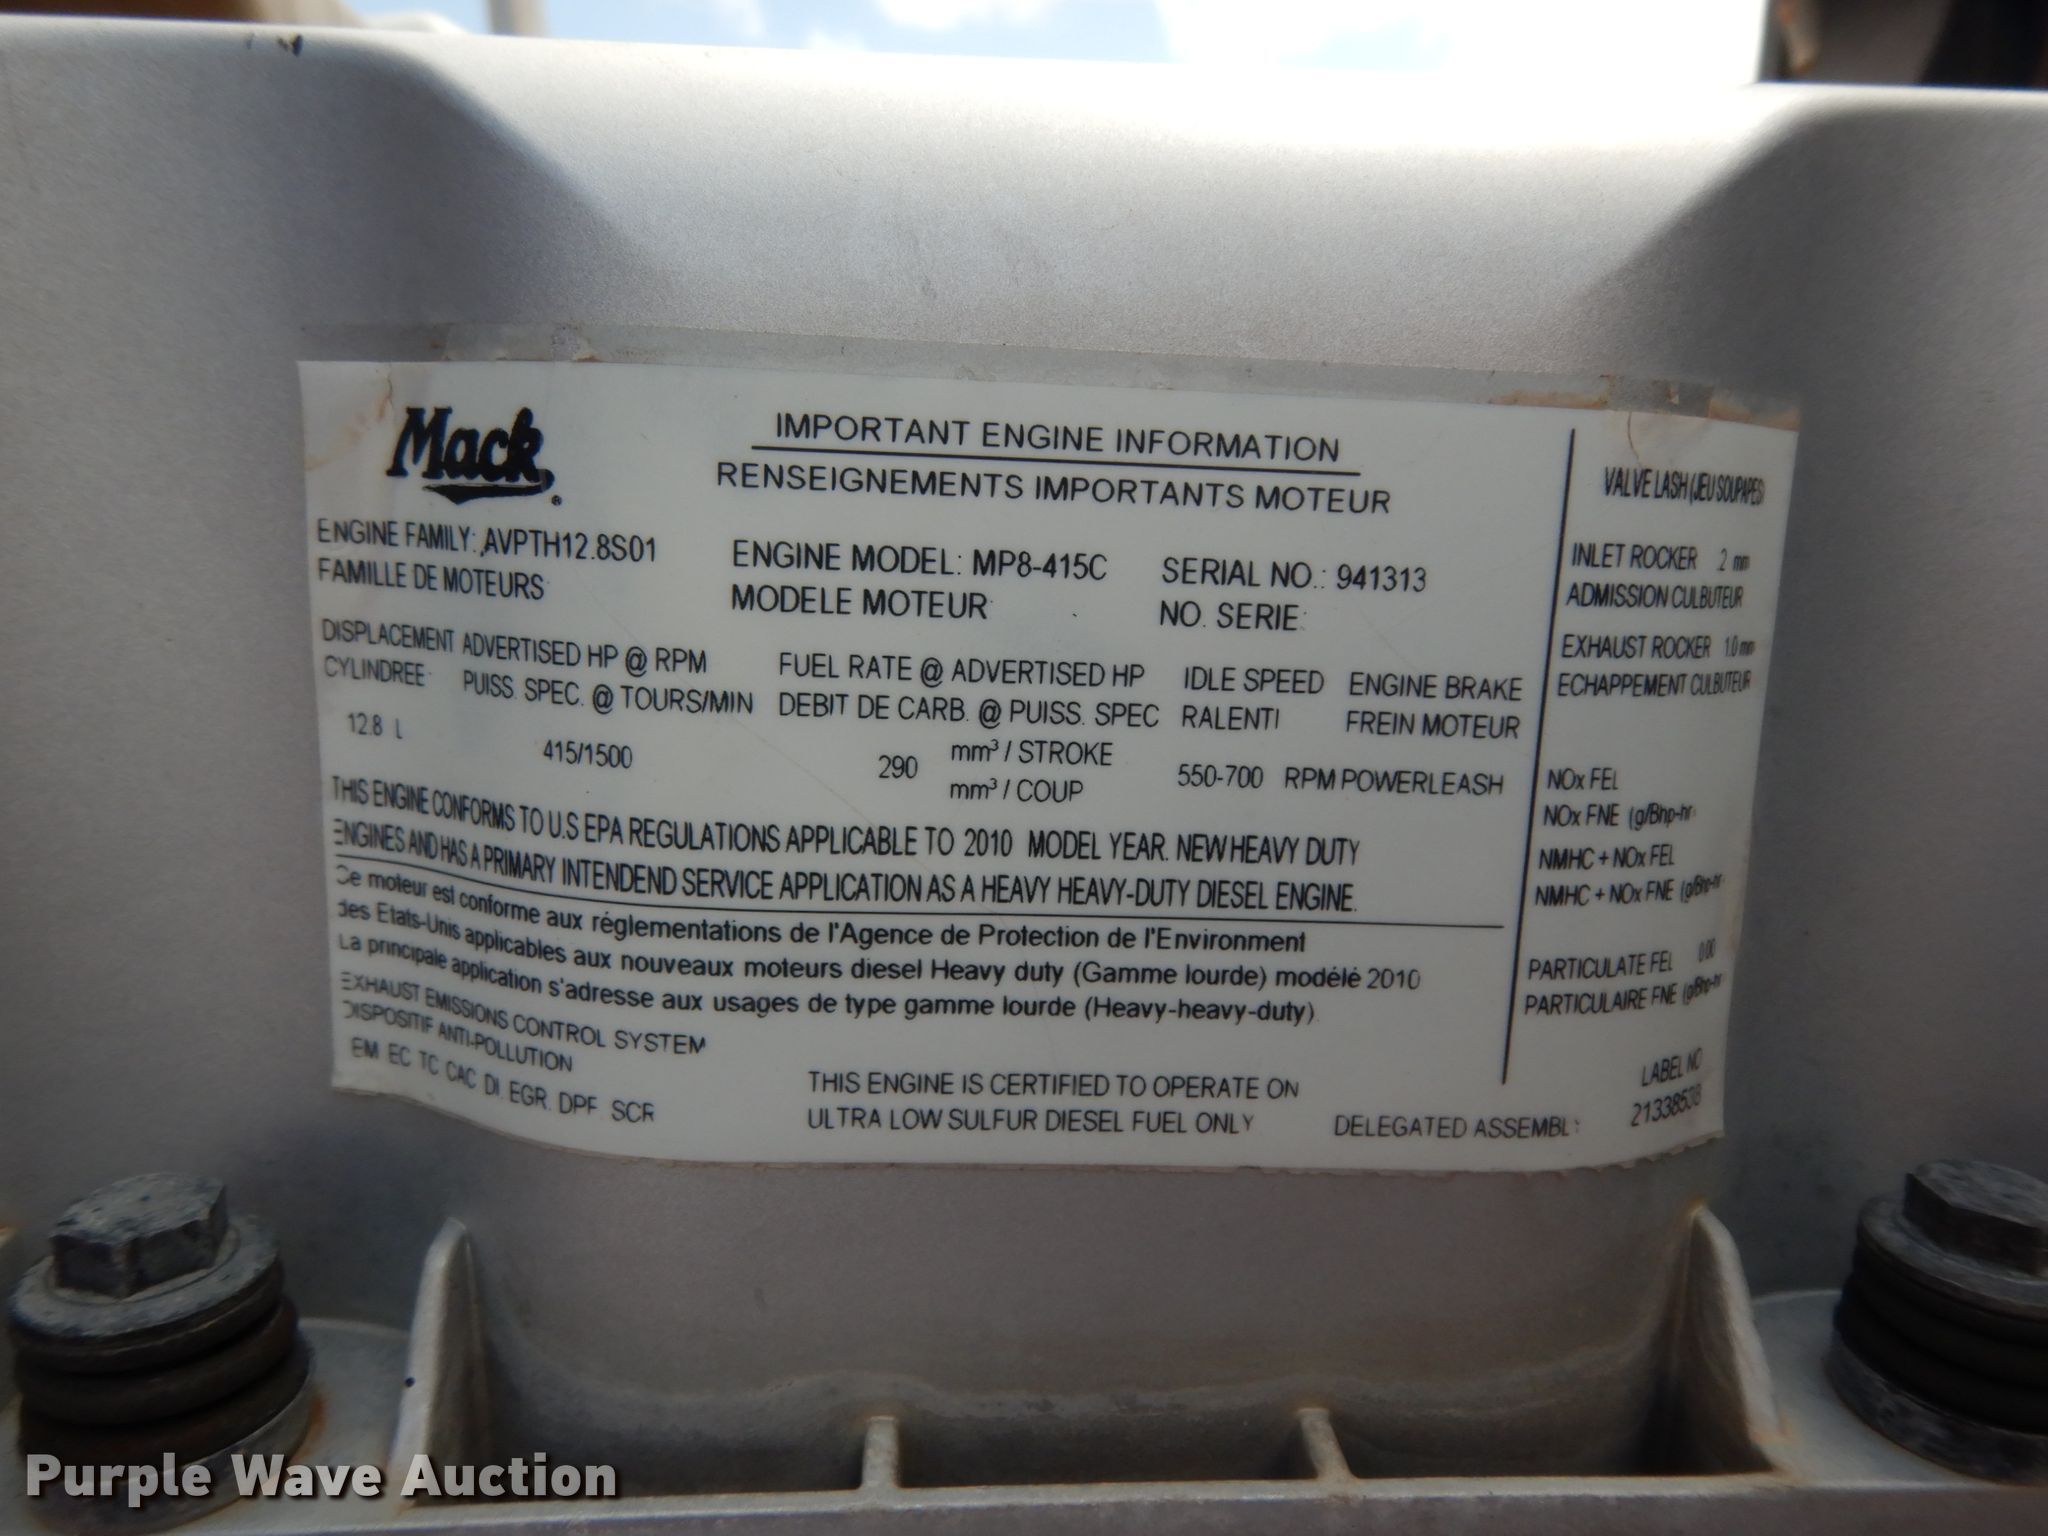 Mack®
IMPORTANT ENGINE INFORMATION
RENSEIGNEMENTS IMPORTANTS MOTEUR
ENGINE FAMILY: AVPTH12.8S01
FAMILLE DE MOTEURS
ENGINE MODEL: MP8-415C
MODELE MOTEUR
SERIAL NO.: 941313
NO. SERIE:
DISPLACEMENT
CYLINDREE
12.8 L
ADVERTISED HP @ RPM
PUISS. SPEC. @ TOURS/MIN
415/1500
FUEL RATE @ ADVERTISED HP
DEBIT DE CARB. @ PUISS. SPEC
290 mm³ / STROKE
mm³ / COUP
IDLE SPEED
RALENTI
550-700 RPM
ENGINE BRAKE
FREIN MOTEUR
POWERLEASH
THIS ENGINE CONFORMS TO U.S EPA REGULATIONS APPLICABLE TO 2010 MODEL YEAR. NEW HEAVY DUTY
ENGINES AND HAS A PRIMARY INTENDEND SERVICE APPLICATION AS A HEAVY HEAVY-DUTY DIESEL ENGINE.
Ce moteur est conforme aux réglementations de l'Agence de Protection de l'Environment
des Etats-Unis applicables aux nouveaux moteurs diesel Heavy duty (Gamme lourde) modélé 2010
La principale application s'adresse aux usages de type gamme lourde (Heavy-heavy-duty)
EXHAUST EMISSIONS CONTROL SYSTEM
DISPOSITIF ANTI-POLLUTION
EM EC TC CAC DI. EGR. DPF. SCR
THIS ENGINE IS CERTIFIED TO OPERATE ON
ULTRA LOW SULFUR DIESEL FUEL ONLY
DELEGATED ASSEMBLY
VALVE LASH (JEU SOUPAPES)
INLET ROCKER .2 mm
ADMISSION CULBUTEUR
EXHAUST ROCKER 1.0 mm
ECHAPPEMENT CULBUTEUR
NOx FEL
NOx FNE (g/Bhp-hr
NMHC + NOx FEL
NMHC + NOx FNE (g/Bhp-hr
PARTICULATE FEL 0.00
PARTICULAIRE FNE (g/Bhp-hr
LABEL NO
21338538
Purple Wave Auction